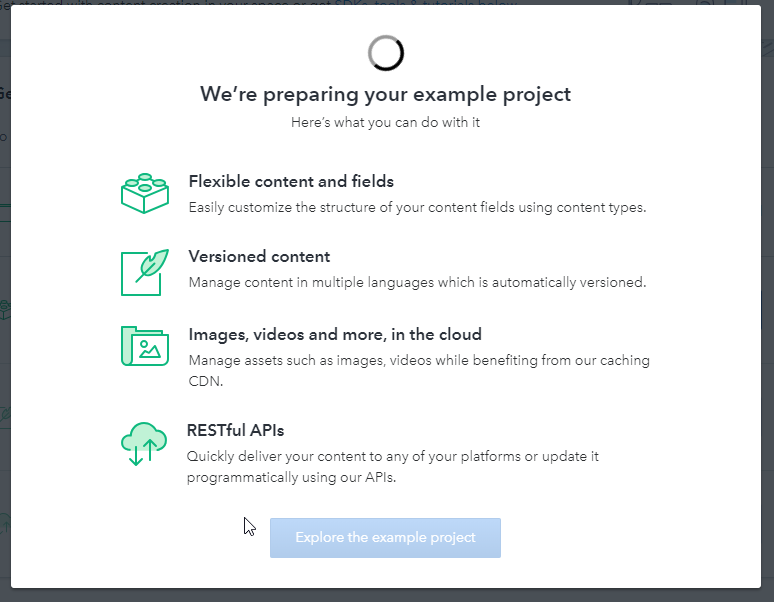 We're preparing your example project
Here's what you can do with it
Flexible content and fields
Easily customize the structure of your content fields using content types.
Versioned content
Manage content in multiple languages which is automatically versioned.
Images, videos and more, in the cloud
Manage assets such as images, videos while benefiting from our caching
CDN.
RESTful APIs
Quickly deliver your content to any of your platforms or update it
programmatically using our APIs.
Explore the example project